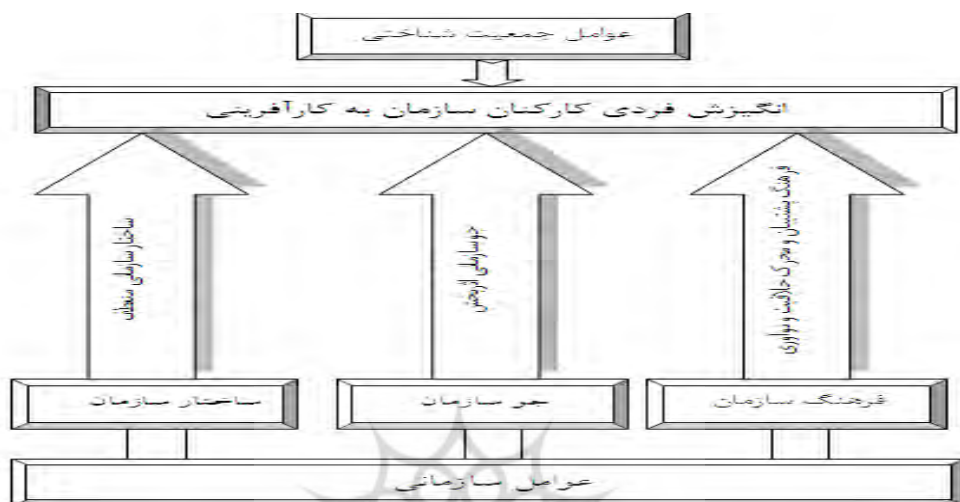 عوامل جمعیت شناختی
انگیزش فردی کارکنان سازمان به کارآفرینی
فرهنگ پشتیبان و محرک خلاقیت و نوآوری
جو سازمانی اثربخش
ساختار سازمانی منعطف
فرهنگ سازمان
جو سازمان
ساختار سازمان
عوامل سازمانی